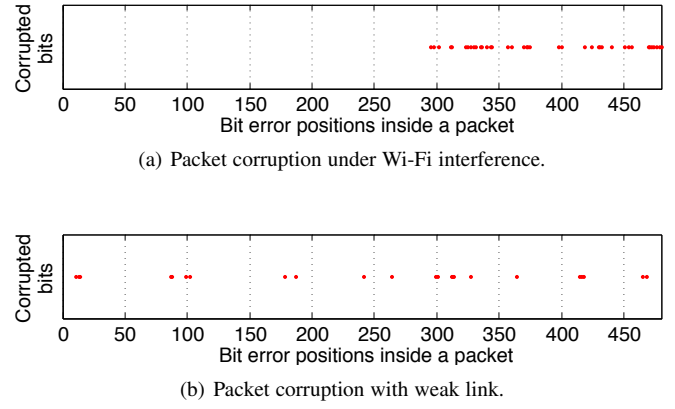 Corrupted
bits
0 50 100 150 200 250 300 350 400 450
Bit error positions inside a packet
(a) Packet corruption under Wi-Fi interference.
Corrupted
bits
0 50 100 150 200 250 300 350 400 450
Bit error positions inside a packet
(b) Packet corruption with weak link.